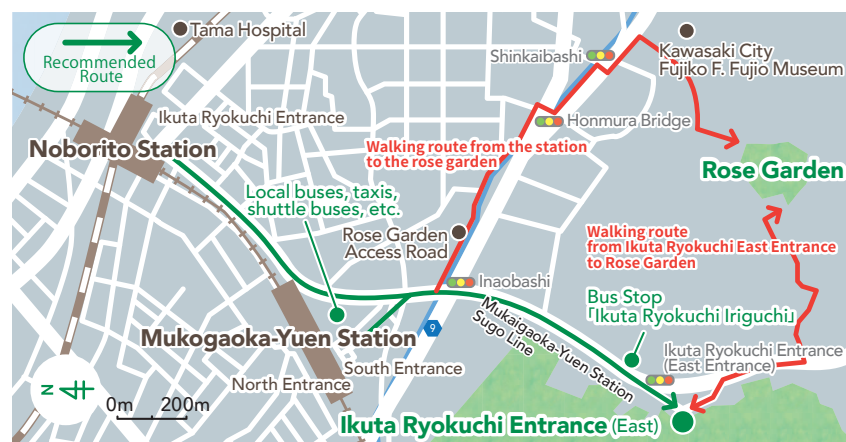 Recommended
Route
Tama Hospital
Shinkaibashi
Kawasaki City
Fujiko F. Fujio Museum
Ikuta Ryokuchi Entrance
Honmura Bridge
Noborito Station
Walking route from the station
to the rose garden
Rose Garden
Local buses, taxis,
shuttle buses, etc.
Rose Garden
Access Road
Walking route
from Ikuta Ryokuchi East Entrance
to Rose Garden
Inaobashi
Bus Stop
「Ikuta Ryokuchi Iriguchi」
Mukaigaoka-Yuen Station
Sugo Line
9
Mukogaoka-Yuen Station
Ikuta Ryokuchi Entrance
(East Entrance)
South Entrance
North Entrance
N
0m 200m
Ikuta Ryokuchi Entrance (East)